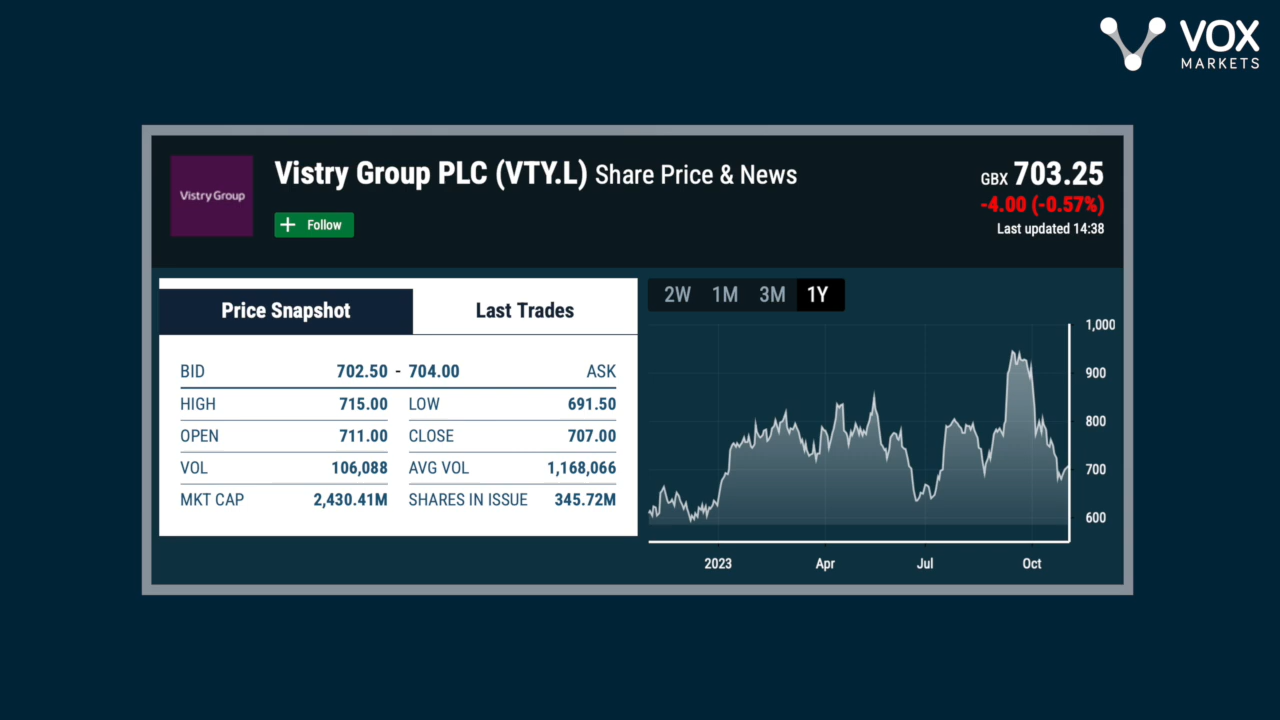 VOX
MARKETS
Vistry Group
Vistry Group PLC (VTY.L) Share Price & News
+ Follow
GBX 703.25
-4.00 (-0.57%)
Last updated 14:38
Price Snapshot Last Trades
BID 702.50 - 704.00 ASK
HIGH 715.00 LOW 691.50
OPEN 711.00 CLOSE 707.00
VOL 106,088 AVG VOL 1,168,066
MKT CAP 2,430.41M SHARES IN ISSUE 345.72M
2W 1M 3M 1Y
1,000
900
800
700
600
2023 Apr Jul Oct